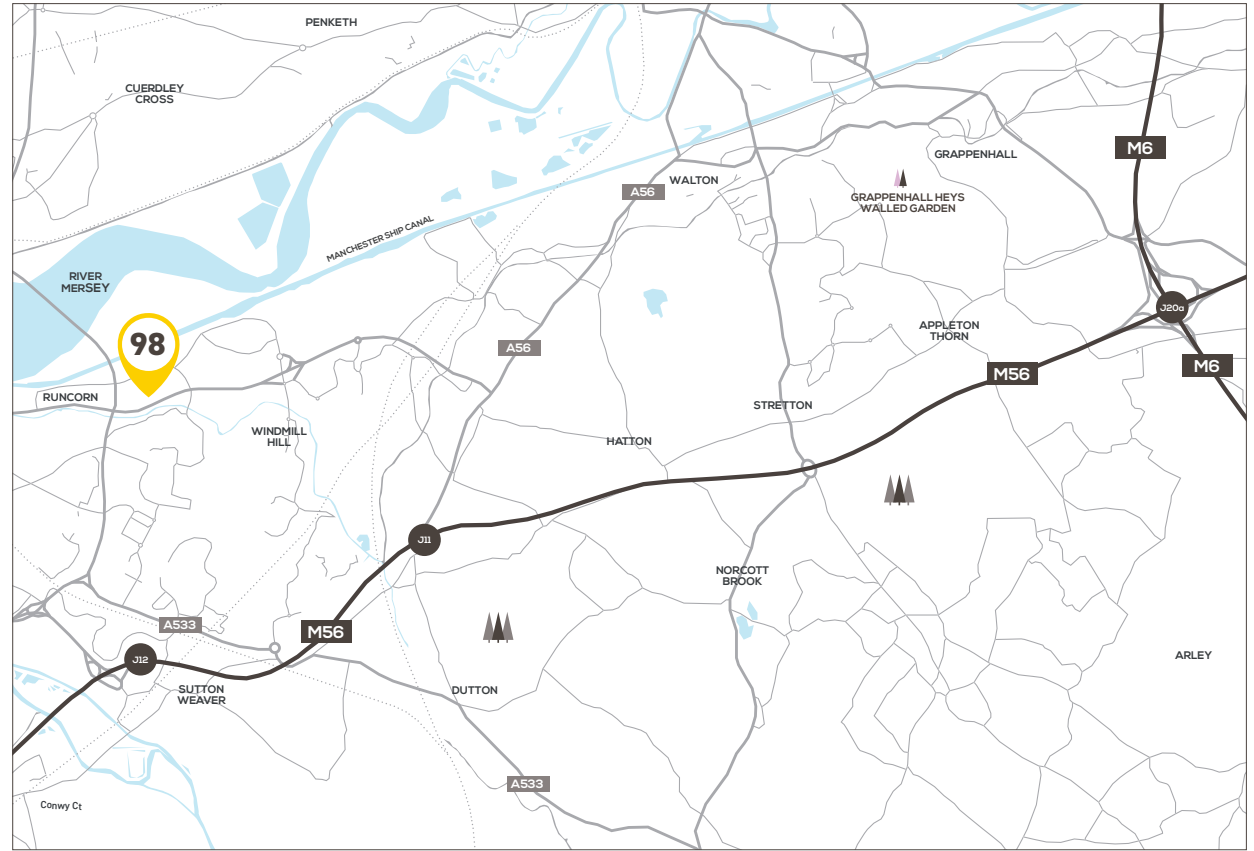 PENKETH
CUERDLEY
CROSS
M6
GRAPPENHALL
WALTON
A56
GRAPPENHALL HEYS
WALLED GARDEN
MANCHESTER SHIP CANAL
RIVER
MERSEY
J20a
98
APPLETON
THORN
A56
M6
M56
RUNCORN
STRETTON
WINDMILL
HILL
HATTON
J11
NORCOTT
BROOK
A533
M56
J12
ARLEY
SUTTON
WEAVER
DUTTON
A533
Conwy Ct